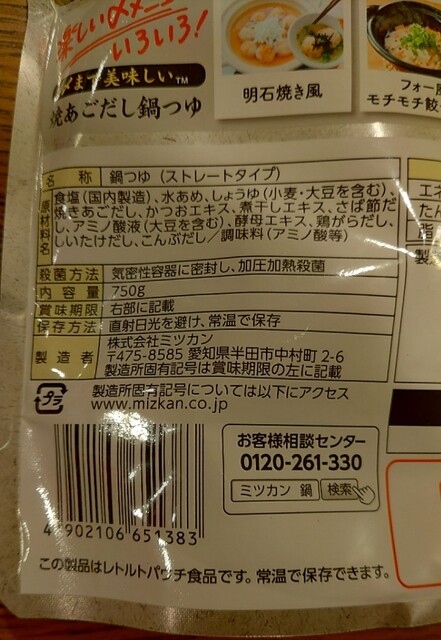 楽しい〆メニュー
いろいろ!
〆まで美味しい™
焼あごだし鍋つゆ
明石焼き風
フォー風
モチモチ餃
名 称 鍋つゆ（ストレートタイプ）
原材料名 食塩（国内製造）、水あめ、しょうゆ（小麦・大豆を含む）、
焼きあごだし、かつおエキス、煮干しエキス、さば節だ
し、アミノ酸液（大豆を含む）、酵母エキス、鶏がらだし、
しいたけだし、こんぶだし／調味料（アミノ酸等）
殺菌方法 気密性容器に密封し、加圧加熱殺菌
内容量 750g
賞味期限 右部に記載
保存方法 直射日光を避け、常温で保存
製造者 株式会社ミツカン
〒475-8585 愛知県半田市中村町 2-6
製造所固有記号は賞味期限の左に記載
エネ
たん
脂
製
プラ
製造所固有記号については以下にアクセス
www.mizkan.co.jp
お客様相談センター
0120-261-330
ミツカン 鍋 検索
4 902106 651383
この製品はレトルトパウチ食品です。常温で保存できます。